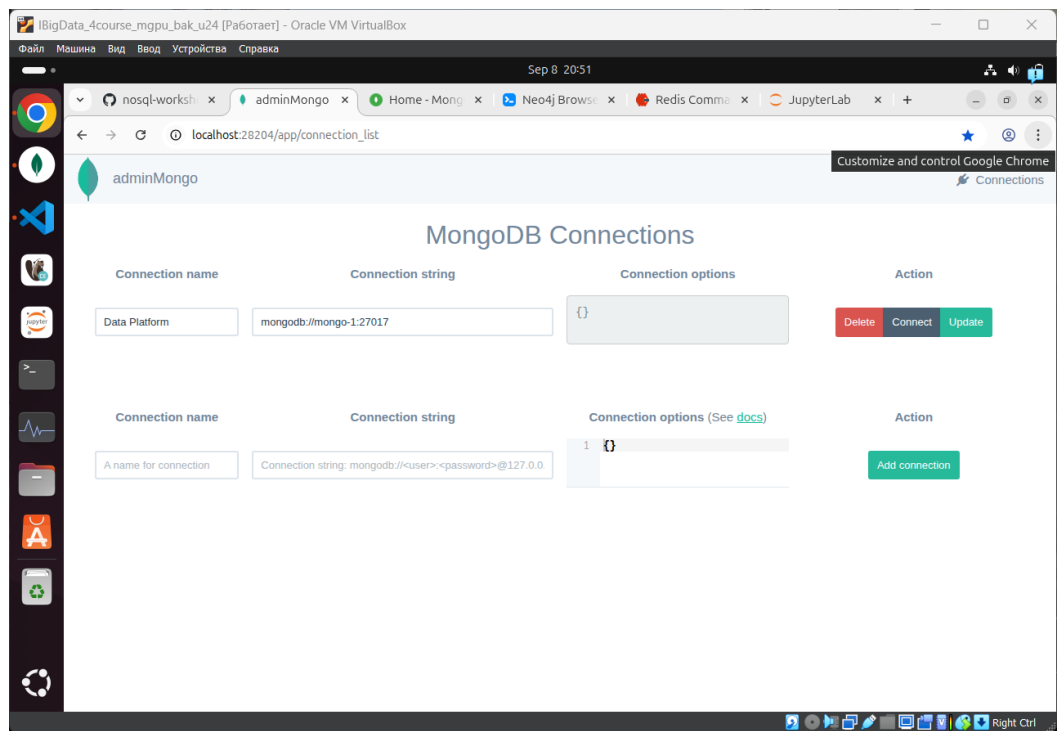 IBigData_4course_mgpu_bak_u24 [Работает] - Oracle VM VirtualBox
Файл Машина Вид Ввод Устройства Справка
Sep 8 20:51
nosql-worksh adminMongo Home - Mong Neo4j Browse Redis Comma JupyterLab
localhost:28204/app/connection_list
Customize and control Google Chrome
adminMongo Connections
MongoDB Connections
Connection name Connection string Connection options Action
Data Platform mongodb://mongo-1:27017 {} Delete Connect Update
Connection name Connection string Connection options (See docs) Action
1 {}
A name for connection Connection string: mongodb://<user>:<password>@127.0.0. Add connection
jupyter
Right Ctrl